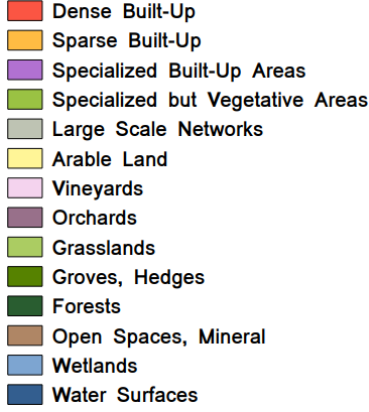 Dense Built-Up
Sparse Built-Up
Specialized Built-Up Areas
Specialized but Vegetative Areas
Large Scale Networks
Arable Land
Vineyards
Orchards
Grasslands
Groves, Hedges
Forests
Open Spaces, Mineral
Wetlands
Water Surfaces